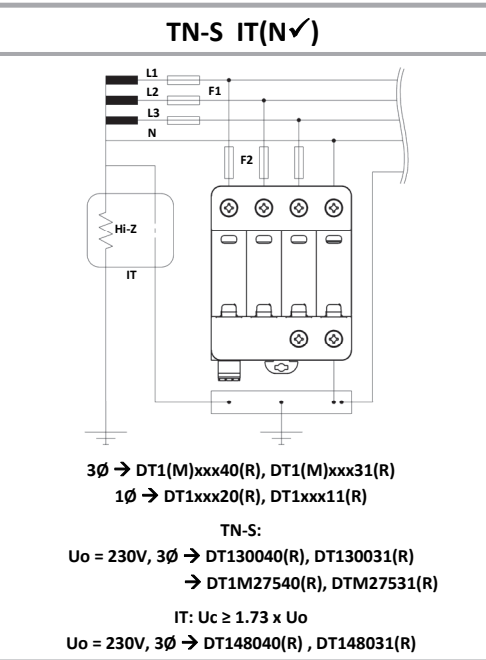 TN-S IT(N✓)
L1
L2 F1
L3
N
F2
Hi-Z
IT
3Ø → DT1(M)xxx40(R), DT1(M)xxx31(R)
1Ø → DT1xxx20(R), DT1xxx11(R)
TN-S:
Uo = 230V, 3Ø → DT130040(R), DT130031(R)
→ DT1M27540(R), DTM27531(R)
IT: Uc ≥ 1.73 x Uo
Uo = 230V, 3Ø → DT148040(R) , DT148031(R)